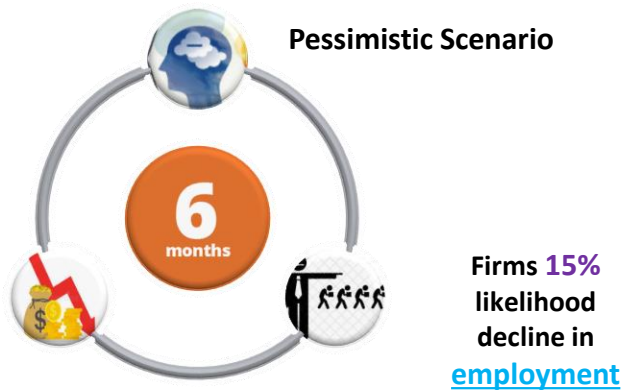 Pessimistic Scenario
6
months
Firms 15%
likelihood
decline in
employment
$